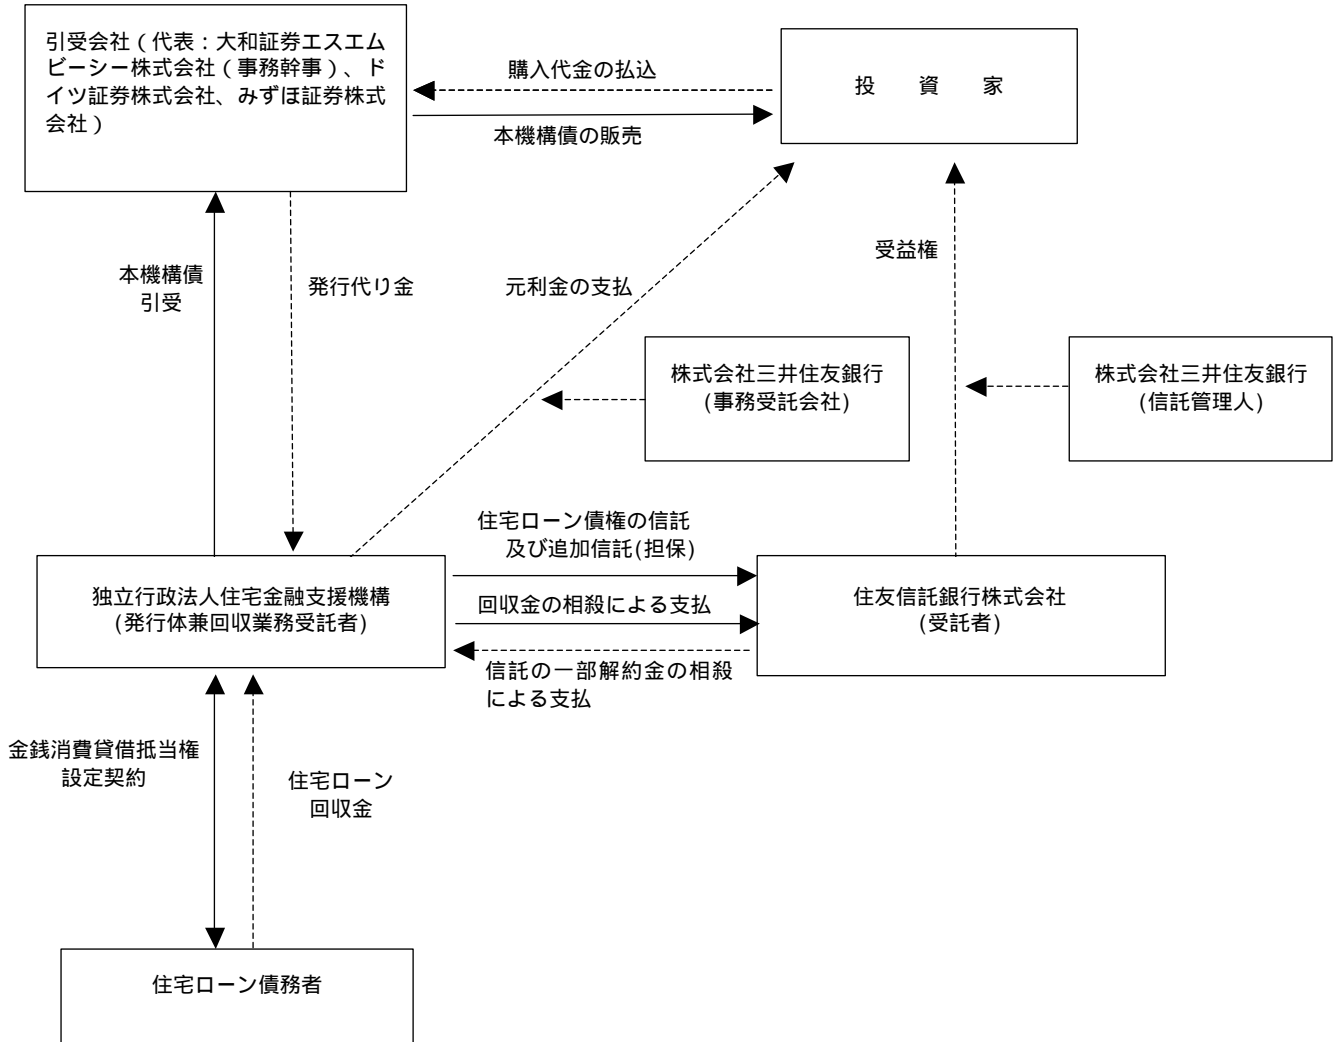 引受会社（代表：大和証券エスエム
ビーシー株式会社（事務幹事）、ド
イツ証券株式会社、みずほ証券株式
会社）
購入代金の払込
投　資　家
本機構債の販売
本機構債
引受
発行代り金
元利金の支払
受益権
株式会社三井住友銀行
(事務受託会社)
株式会社三井住友銀行
(信託管理人)
住宅ローン債権の信託
及び追加信託(担保)
独立行政法人住宅金融支援機構
(発行体兼回収業務受託者)
回収金の相殺による支払
住友信託銀行株式会社
(受託者)
信託の一部解約金の相殺
による支払
金銭消費貸借抵当権
設定契約
住宅ローン
回収金
住宅ローン債務者